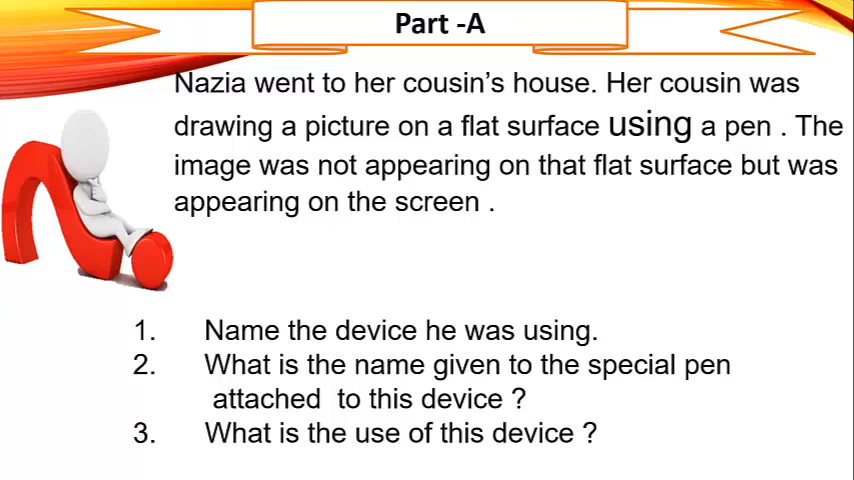 Part -A
Nazia went to her cousin’s house. Her cousin was
drawing a picture on a flat surface using a pen . The
image was not appearing on that flat surface but was
appearing on the screen .
1. Name the device he was using.
2. What is the name given to the special pen
attached to this device ?
3. What is the use of this device ?